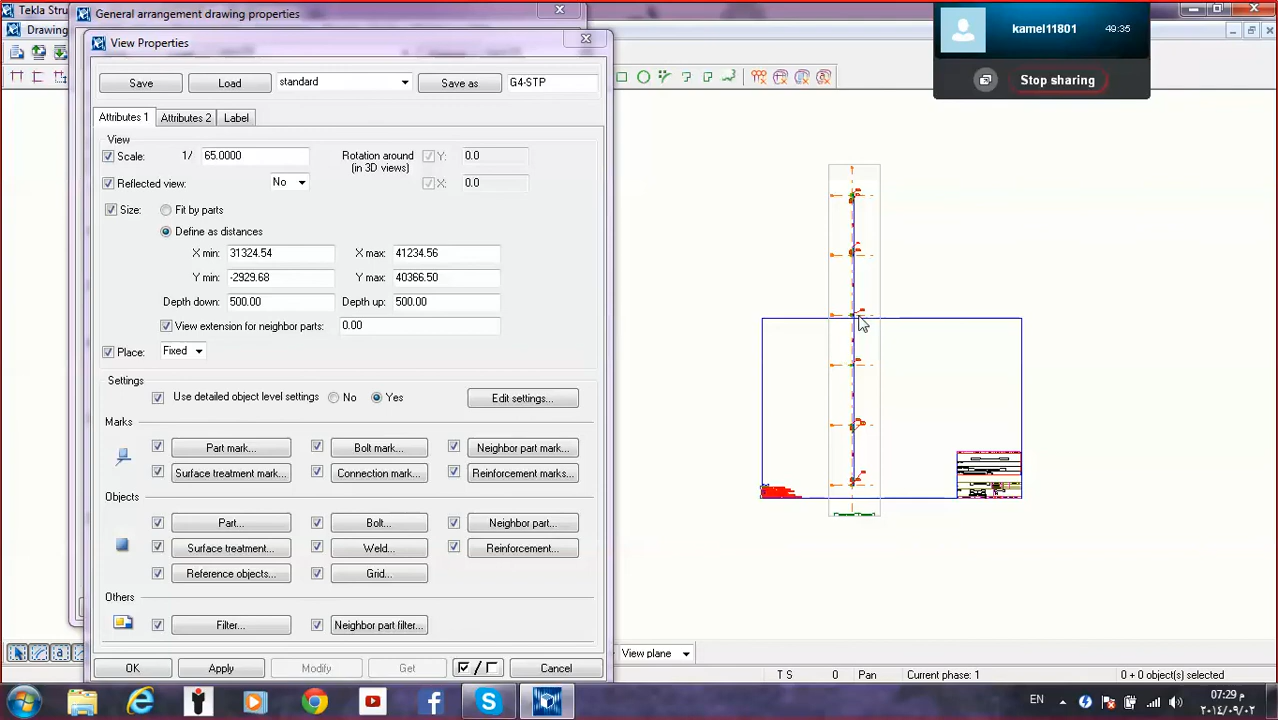 Tekla Stru
General arrangement drawing properties
Drawing
View Properties
kamel11801
49:35
Stop sharing
Save
Load
standard
Save as
G4-STP
Attributes 1
Attributes 2
Label
View
Scale:
1/
65.0000
Rotation around
(in 3D views)
Y:
0.0
X:
0.0
Reflected view:
No
Size:
Fit by parts
Define as distances
X min:
31324.54
X max:
41234.56
Y min:
-2929.68
Y max:
40366.50
Depth down:
500.00
Depth up:
500.00
View extension for neighbor parts:
0.00
Place:
Fixed
Settings
Use detailed object level settings
No
Yes
Edit settings...
Marks
Part mark...
Bolt mark...
Neighbor part mark...
Surface treatment mark...
Connection mark...
Reinforcement marks...
Objects
Part...
Bolt...
Neighbor part...
Surface treatment...
Weld...
Reinforcement...
Reference objects...
Grid...
Others
Filter...
Neighbor part filter...
OK
Apply
Modify
Get
Cancel
View plane
T S
0
Pan
Current phase: 1
0 + 0 object(s) selected
EN
07:29 م
٢٠١٤/٠٩/٠٢